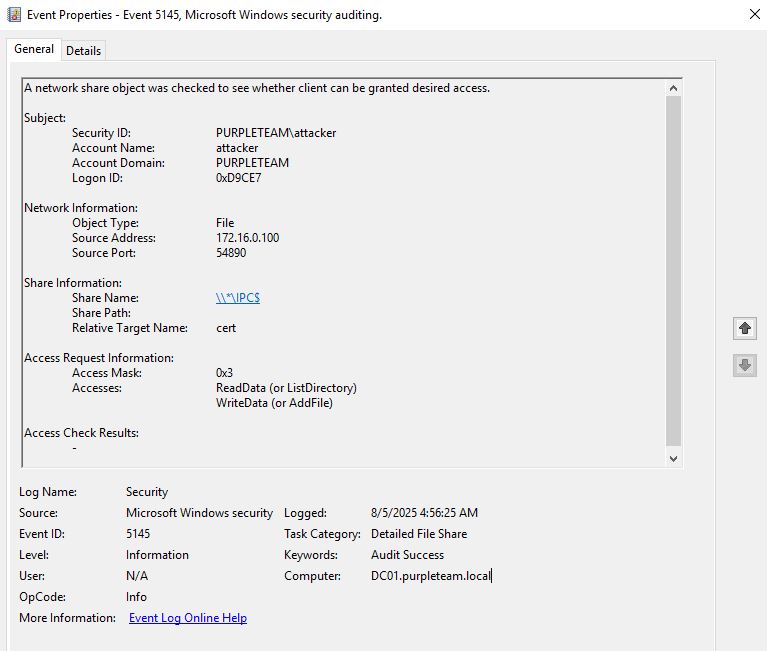 Event Properties - Event 5145, Microsoft Windows security auditing.
General Details
A network share object was checked to see whether client can be granted desired access.
Subject:
Security ID: PURPLETEAM\attacker
Account Name: attacker
Account Domain: PURPLETEAM
Logon ID: 0xD9CE7
Network Information:
Object Type: File
Source Address: 172.16.0.100
Source Port: 54890
Share Information:
Share Name: \\*\IPC$
Share Path:
Relative Target Name: cert
Access Request Information:
Access Mask: 0x3
Accesses: ReadData (or ListDirectory)
WriteData (or AddFile)
Access Check Results:
-
Log Name: Security
Source: Microsoft Windows security Logged: 8/5/2025 4:56:25 AM
Event ID: 5145 Task Category: Detailed File Share
Level: Information Keywords: Audit Success
User: N/A Computer: DC01.purpleteam.local
OpCode: Info
More Information: Event Log Online Help